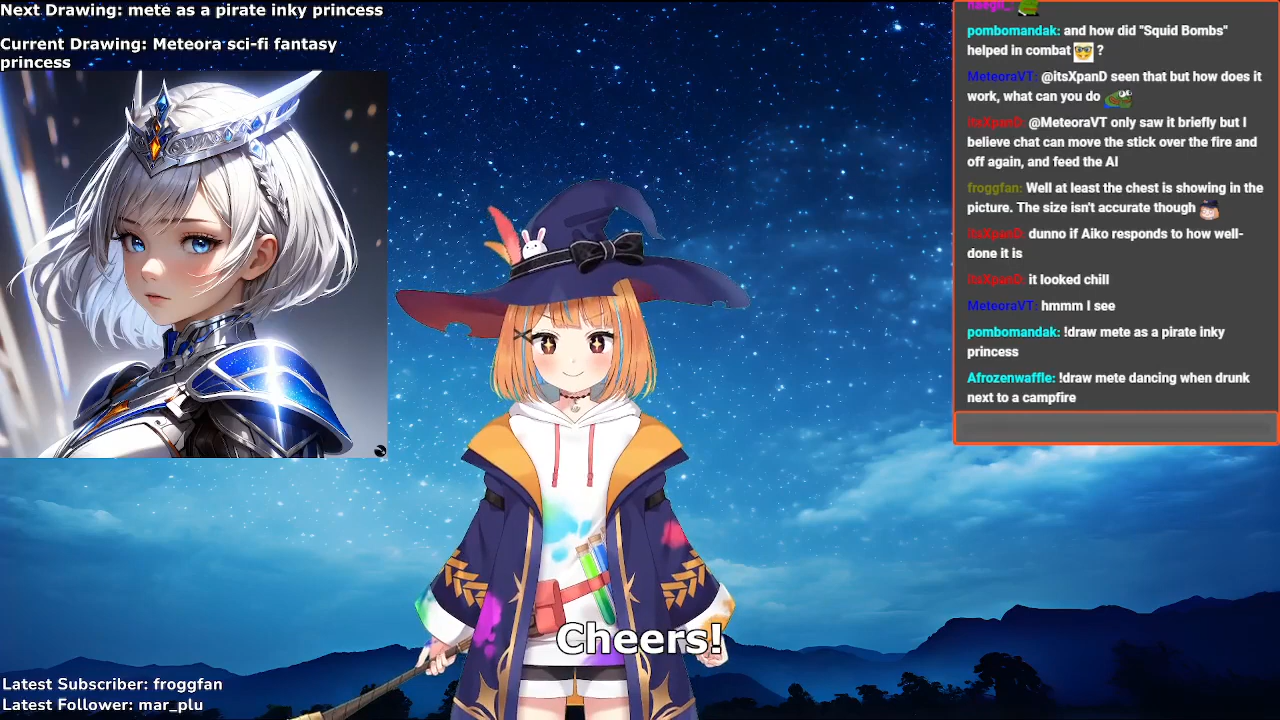 Next Drawing: mete as a pirate inky princess
Current Drawing: Meteora sci-fi fantasy
princess
pombomandak: and how did "Squid Bombs"
helped in combat ?
MeteoraVT: @itsXpanD seen that but how does it
work, what can you do
itsXpanD: @MeteoraVT only saw it briefly but I
believe chat can move the stick over the fire and
off again, and feed the AI
froggfan: Well at least the chest is showing in the
picture. The size isn't accurate though
itsXpanD: dunno if Aiko responds to how well-
done it is
itsXpanD: it looked chill
MeteoraVT: hmmm I see
pombomandak: !draw mete as a pirate inky
princess
Afrozenwaffle: !draw mete dancing when drunk
next to a campfire
Cheers!
Latest Subscriber: froggfan
Latest Follower: mar_plu